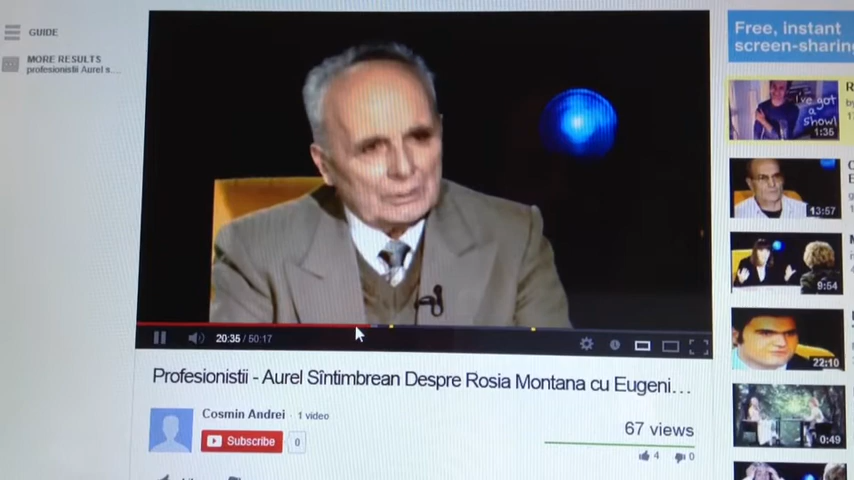 GUIDE
MORE RESULTS
profesionistii Aurel s....
Free, instant
screen-sharing
I've got
a
show!
1:35
13:57
9:54
22:10
0:49
20:35 / 50:17
Profesionistii - Aurel Sîntimbrean Despre Rosia Montana cu Eugeni...
Cosmin Andrei · 1 video
Subscribe 0
67 views
4 0